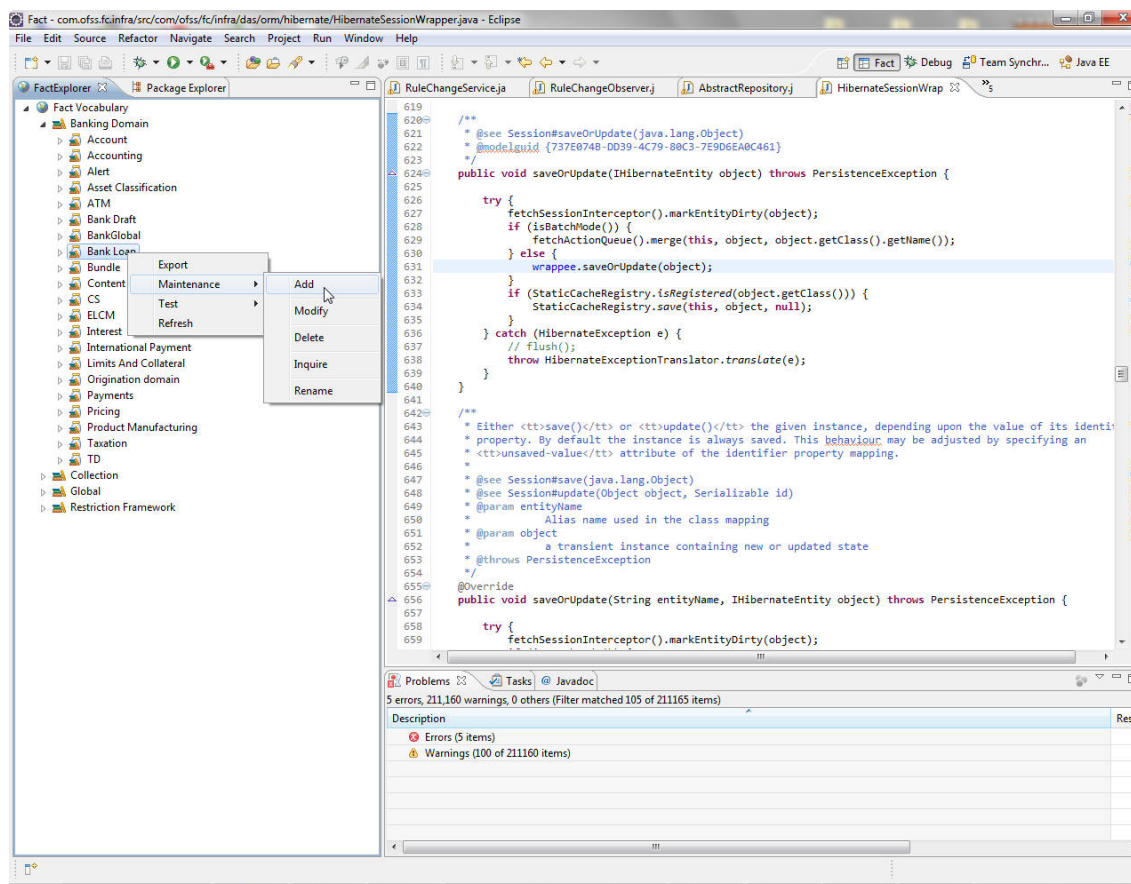 Fact - com.ofss.fc.infra/src/com/ofss/fc/infra/das/orm/hibernate/HibernateSessionWrapper.java - Eclipse
File Edit Source Refactor Navigate Search Project Run Window Help
Fact Debug Team Synchr... Java EE
FactExplorer Package Explorer
Fact Vocabulary
Banking Domain
Account
Accounting
Alert
Asset Classification
ATM
Bank Draft
BankGlobal
Bank Loan
Bundle
Content
CS
ELCM
Interest
International Payment
Limits And Collateral
Origination domain
Payments
Pricing
Product Manufacturing
Taxation
TD
Collection
Global
Restriction Framework
Export
Maintenance
Test
Refresh
Add
Modify
Delete
Inquire
Rename
RuleChangeService.ja RuleChangeObserver.j AbstractRepository.j HibernateSessionWrap »5
619
620 /**
621 * @see Session#saveOrUpdate(java.lang.Object)
622 * @modelguid {737E074B-DD39-4C79-80C3-7E9D6EA0C461}
623 */
624 public void saveOrUpdate(IHibernateEntity object) throws PersistenceException {
625
626 try {
627 fetchSessionInterceptor().markEntityDirty(object);
628 if (isBatchMode()) {
629 fetchActionQueue().merge(this, object, object.getClass().getName());
630 } else {
631 wrappee.saveOrUpdate(object);
632 }
633 if (StaticCacheRegistry.isRegistered(object.getClass())) {
634 StaticCacheRegistry.save(this, object, null);
635 }
636 } catch (HibernateException e) {
637 // flush();
638 throw HibernateExceptionTranslator.translate(e);
639 }
640 }
641
642 /**
643 * Either <tt>save()</tt> or <tt>update()</tt> the given instance, depending upon the value of its identi
644 * property. By default the instance is always saved. This behaviour may be adjusted by specifying an
645 * <tt>unsaved-value</tt> attribute of the identifier property mapping.
646 *
647 * @see Session#save(java.lang.Object)
648 * @see Session#update(Object object, Serializable id)
649 * @param entityName
650 * Alias name used in the class mapping
651 * @param object
652 * a transient instance containing new or updated state
653 * @throws PersistenceException
654 */
655 @Override
656 public void saveOrUpdate(String entityName, IHibernateEntity object) throws PersistenceException {
657
658 try {
659 fetchSessionInterceptor().markEntityDirty(object);
Problems Tasks @ Javadoc
5 errors, 211,160 warnings, 0 others (Filter matched 105 of 211165 items)
Description Res
Errors (5 items)
Warnings (100 of 211160 items)